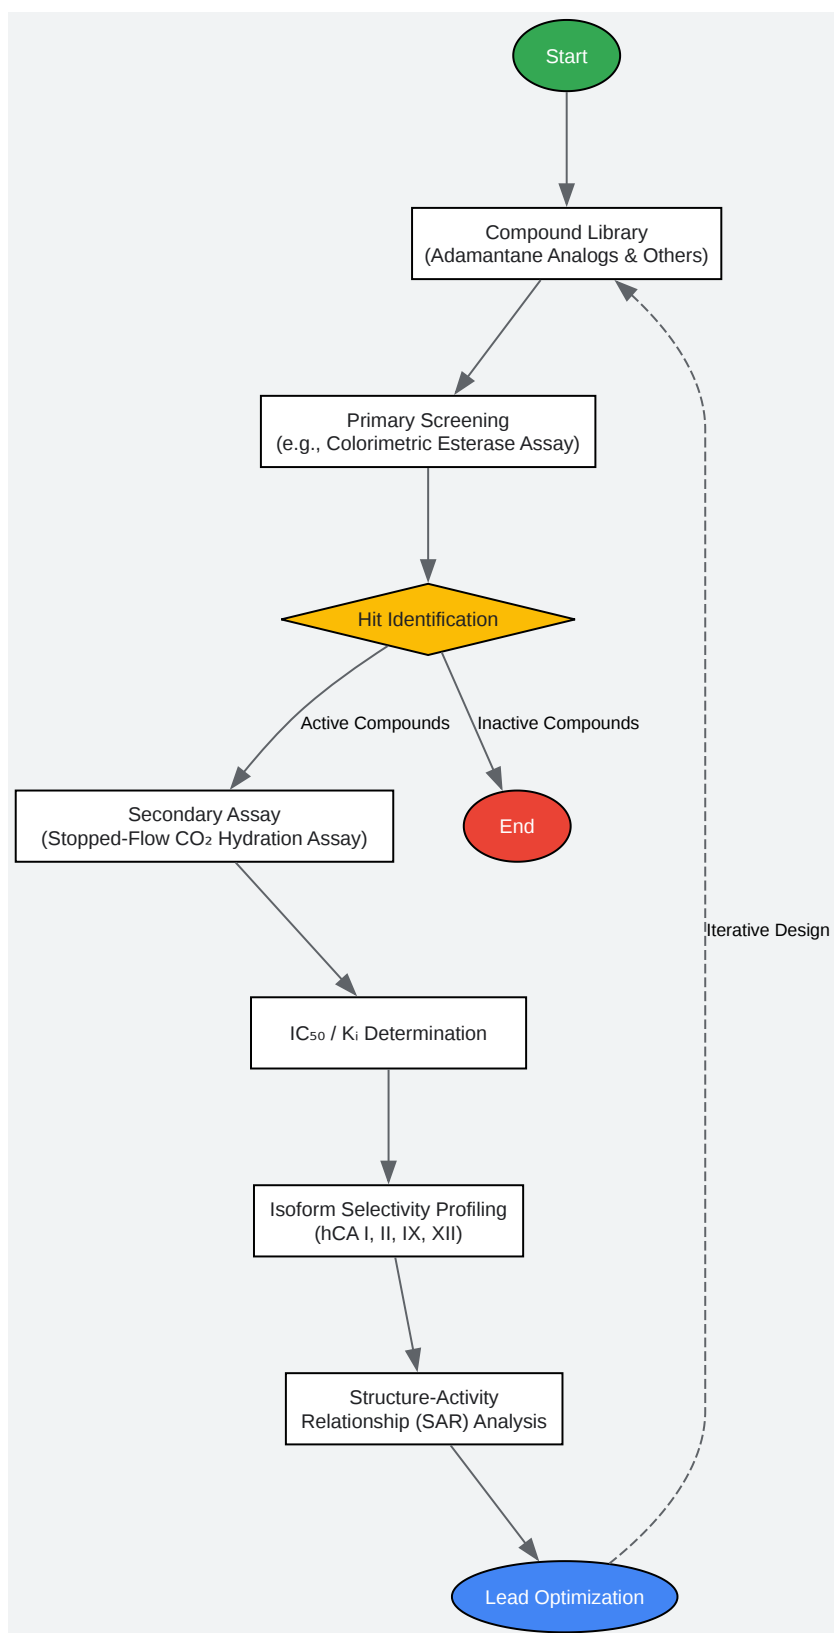 Start
Compound Library
(Adamantane Analogs & Others)
Primary Screening
(e.g., Colorimetric Esterase Assay)
Hit Identification
Active Compounds
Inactive Compounds
Secondary Assay
(Stopped-Flow CO₂ Hydration Assay)
End
Iterative Design
IC₅₀ / Kᵢ Determination
Isoform Selectivity Profiling
(hCA I, II, IX, XII)
Structure-Activity
Relationship (SAR) Analysis
Lead Optimization